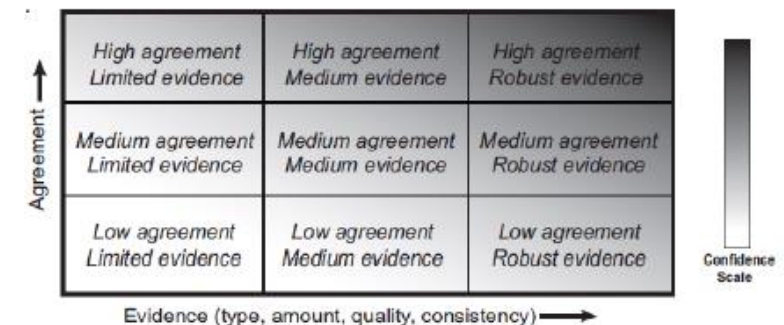 High agreement
Limited evidence
High agreement
Medium evidence
High agreement
Robust evidence
Agreement
Medium agreement
Limited evidence
Medium agreement
Medium evidence
Medium agreement
Robust evidence
Low agreement
Limited evidence
Low agreement
Medium evidence
Low agreement
Robust evidence
Confidence
Scale
Evidence (type, amount, quality, consistency)